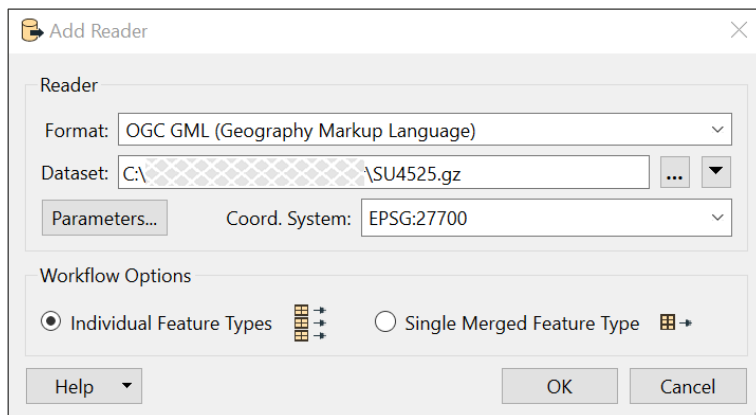 Add Reader
Reader
Format: OGC GML (Geography Markup Language)
Dataset: C:\ \SU4525.gz ...
Parameters... Coord. System: EPSG:27700
Workflow Options
Individual Feature Types Single Merged Feature Type
Help OK Cancel